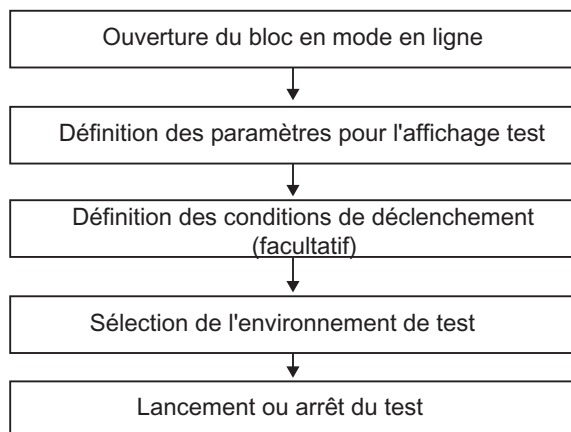 Ouverture du bloc en mode en ligne
Définition des paramètres pour l'affichage test
Définition des conditions de déclenchement
(facultatif)
Sélection de l'environnement de test
Lancement ou arrêt du test